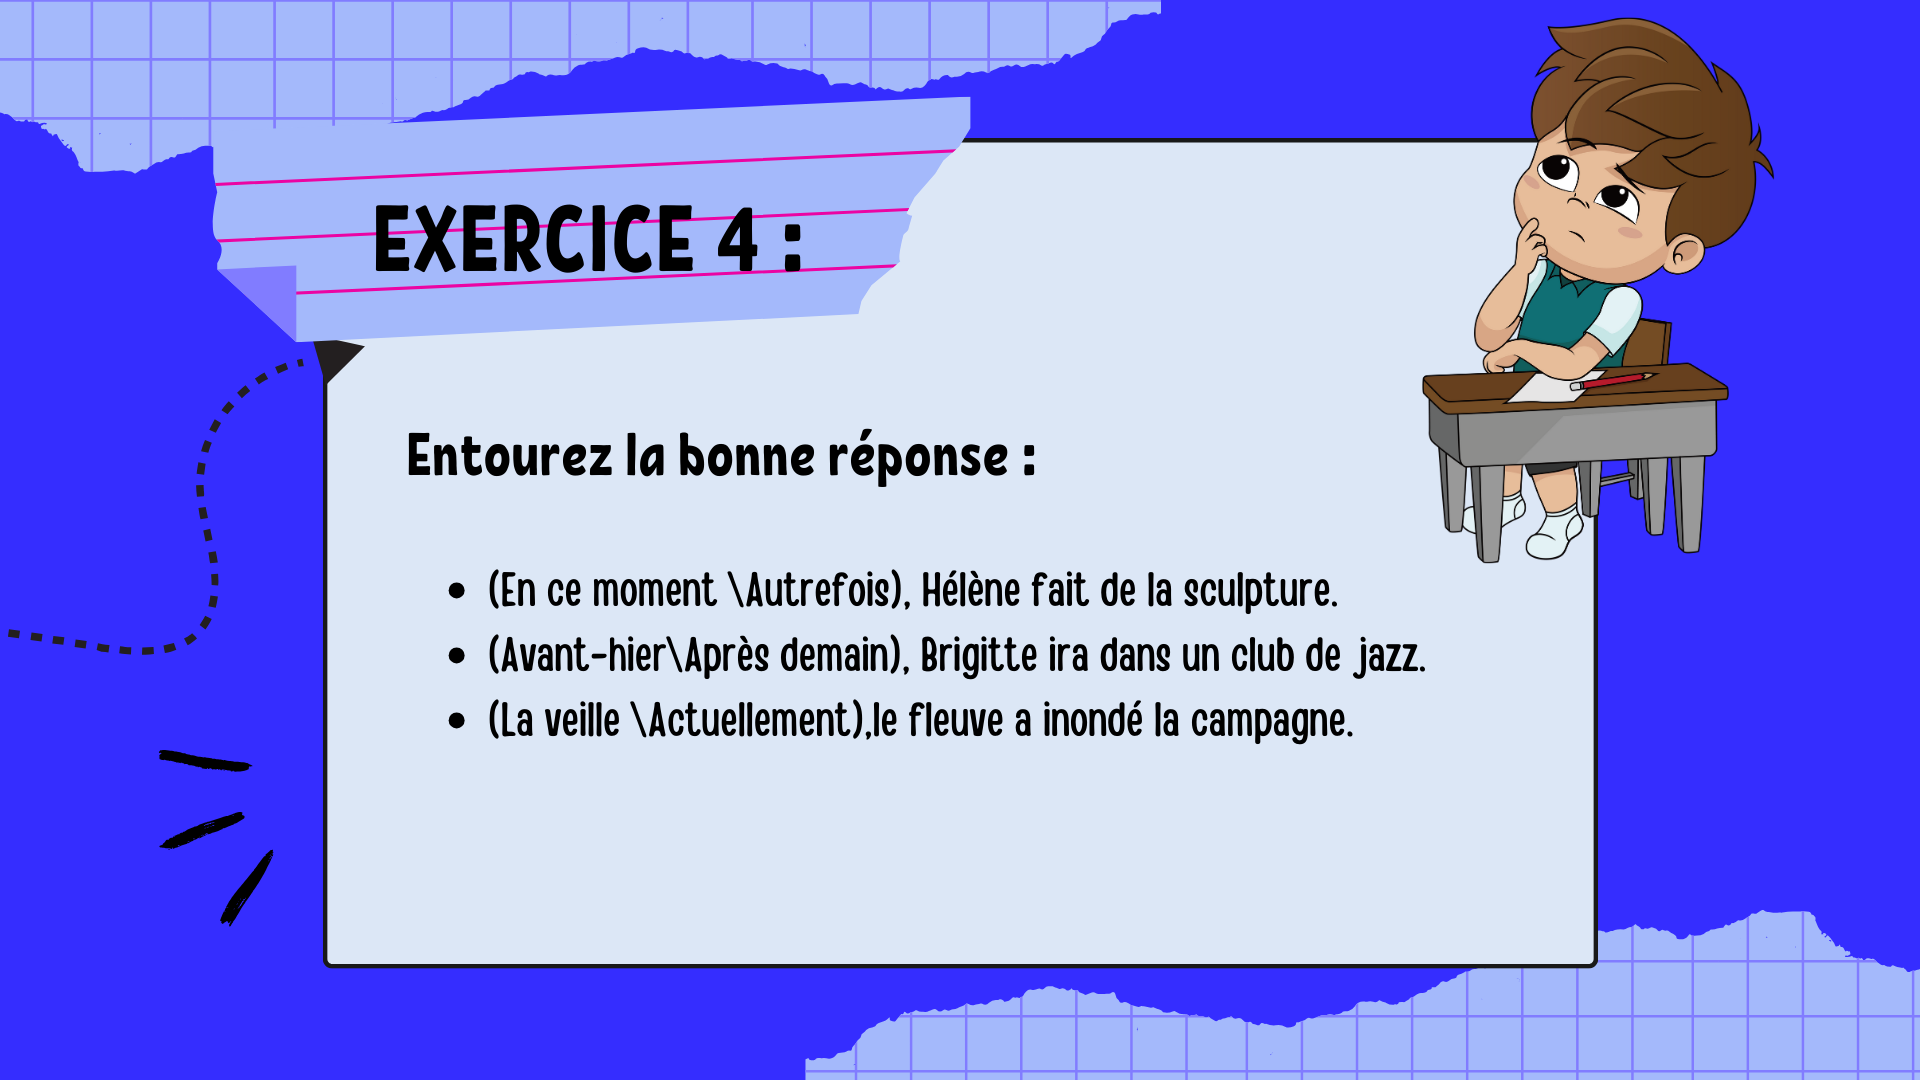 EXERCICE 4 :
Entourez la bonne réponse :
• (En ce moment \Autrefois), Hélène fait de la sculpture.
• (Avant-hier\Après demain), Brigitte ira dans un club de jazz.
• (La veille \Actuellement),le fleuve a inondé la campagne.